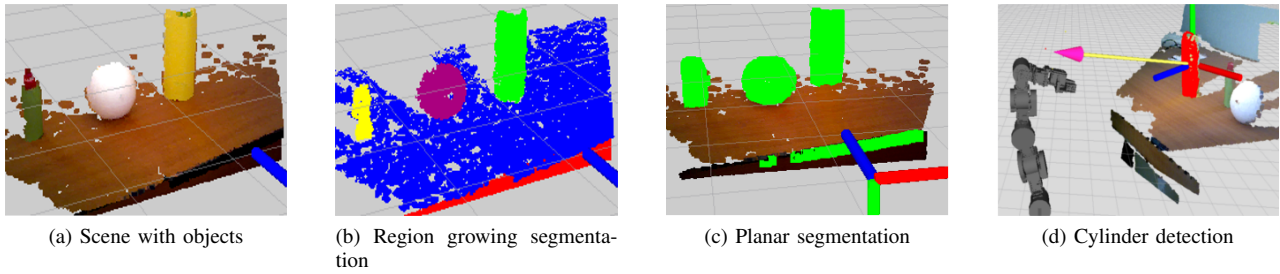 (a) Scene with objects
(b) Region growing segmenta-
tion
(c) Planar segmentation
(d) Cylinder detection